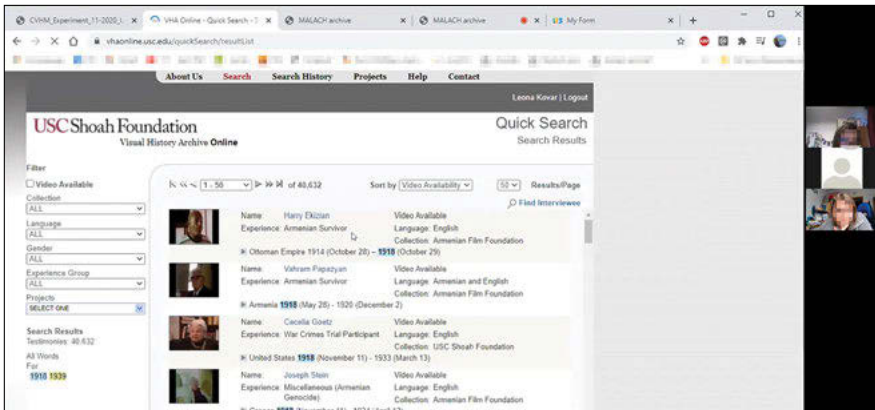 CVHM_Experiment_11-2020_L
VHA Online - Quick Search - S
MALACH archive
MALACH archive
My Form
vhaonline.usc.edu/quickSearch/resultList
About Us Search Search History Projects Help Contact
Leona Kovar | Logout
USC Shoah Foundation
Visual History Archive Online
Quick Search
Search Results
Filter
Video Available
Collection
ALL
Language
ALL
Gender
ALL
Experience Group
ALL
Projects
SELECT ONE
Search Results
Testimonies: 40,632
All Words
For
1918 1939
1 - 50 of 40,632 Sort by Video Availability 50 Results/Page
Find Interviewee
Name: Harry Ekizian Video Available
Experience: Armenian Survivor Language: English
Collection: Armenian Film Foundation
Ottoman Empire 1914 (October 28) – 1918 (October 29)
Name: Vahram Papazyan Video Available
Experience: Armenian Survivor Language: Armenian and English
Collection: Armenian Film Foundation
Armenia 1918 (May 28) - 1920 (December 2)
Name: Cecelia Goetz Video Available
Experience: War Crimes Trial Participant Language: English
Collection: USC Shoah Foundation
United States 1918 (November 11) - 1933 (March 13)
Name: Joseph Stein Video Available
Experience: Miscellaneous (Armenian Language: English
Genocide) Collection: Armenian Film Foundation